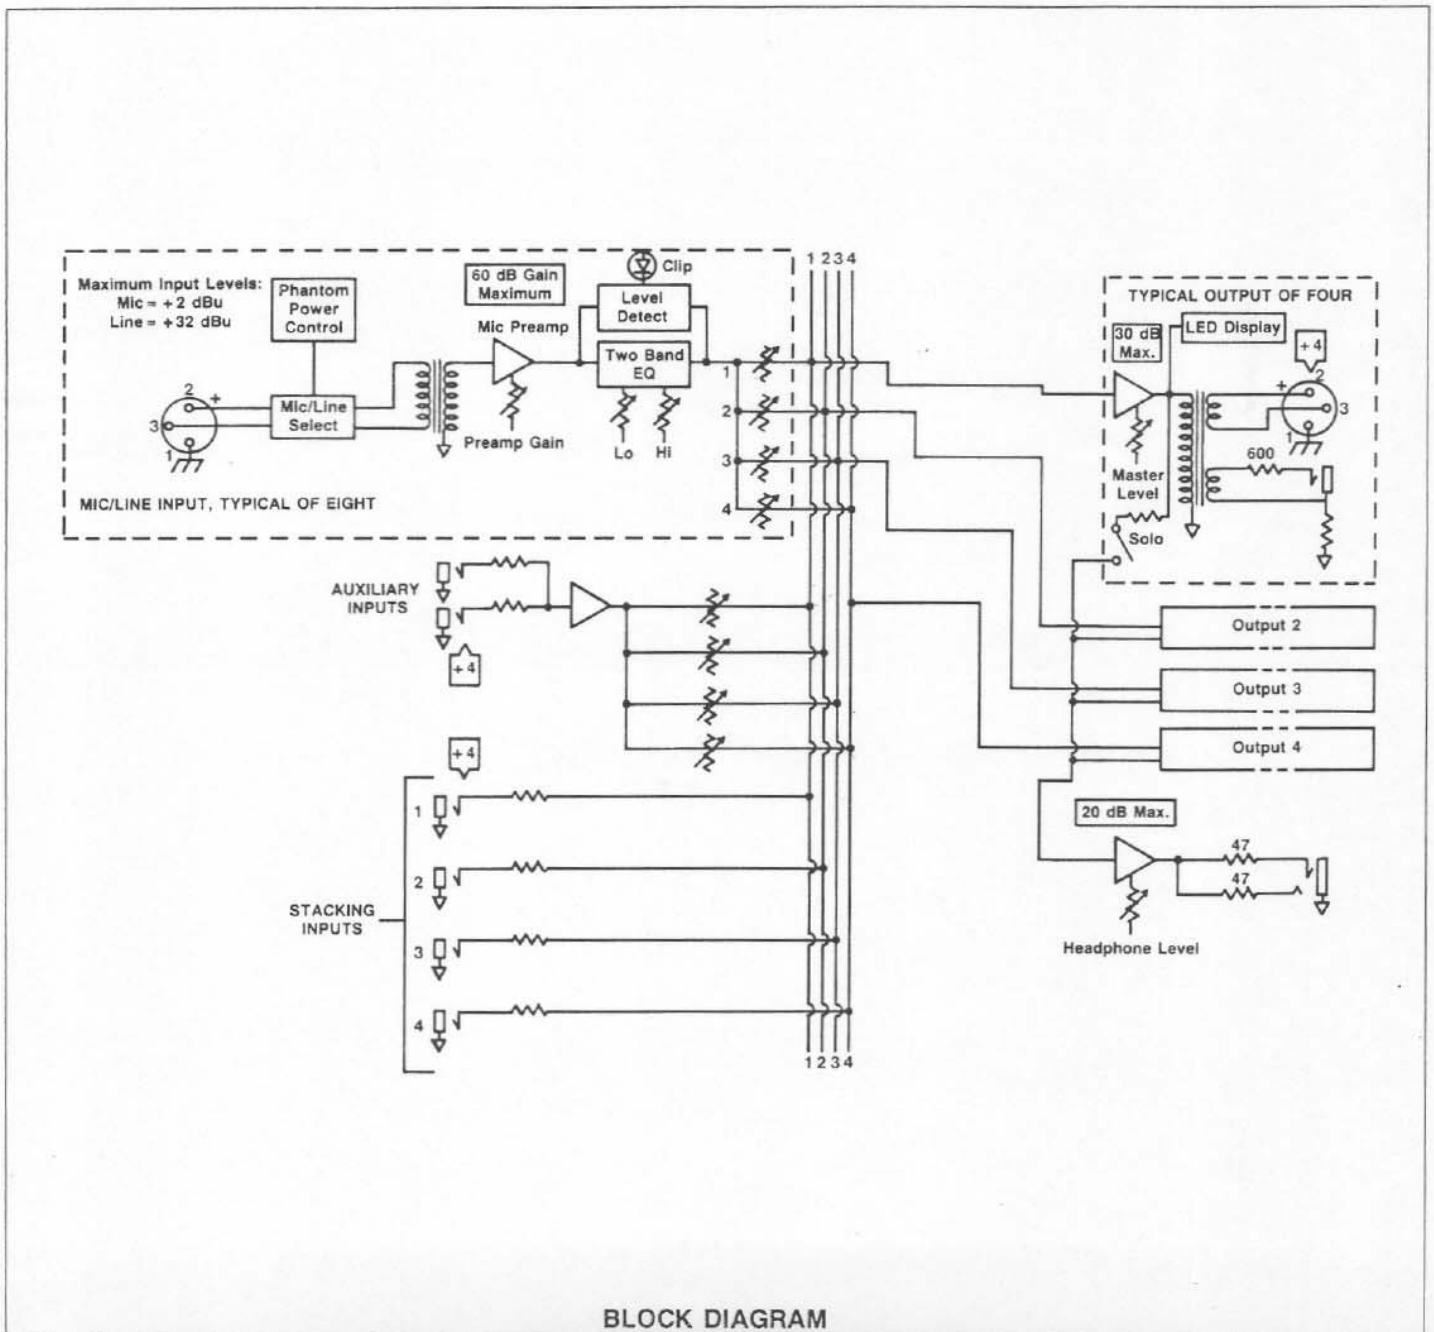 Maximum Input Levels:
Mic = +2 dBu
Line = +32 dBu
Phantom
Power
Control
60 dB Gain
Maximum
Clip
Level
Detect
Mic Preamp
Two Band
EQ
Mic/Line
Select
2
+
3
1
Preamp Gain
Lo Hi
1
2
3
4
MIC/LINE INPUT, TYPICAL OF EIGHT
1 2 3 4
TYPICAL OUTPUT OF FOUR
30 dB
Max.
LED Display
+4
+
2
3
1
600
Master
Level
Solo
AUXILIARY
INPUTS
+4
Output 2
Output 3
Output 4
+4
STACKING
INPUTS
1
2
3
4
1 2 3 4
20 dB Max.
47
47
Headphone Level
BLOCK DIAGRAM